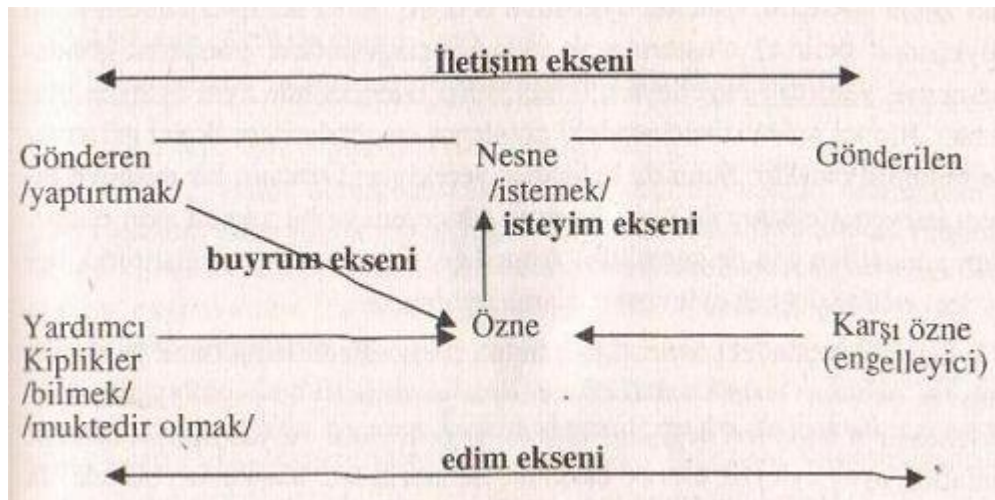 İletişim ekseni
Gönderen Nesne Gönderilen
/yaptırtmak/ /istemek/
isteyim ekseni
buyrum ekseni
Yardımcı Özne Karşı özne
Kiplikler (engelleyici)
/bilmek/
/muktedir olmak/
edim ekseni